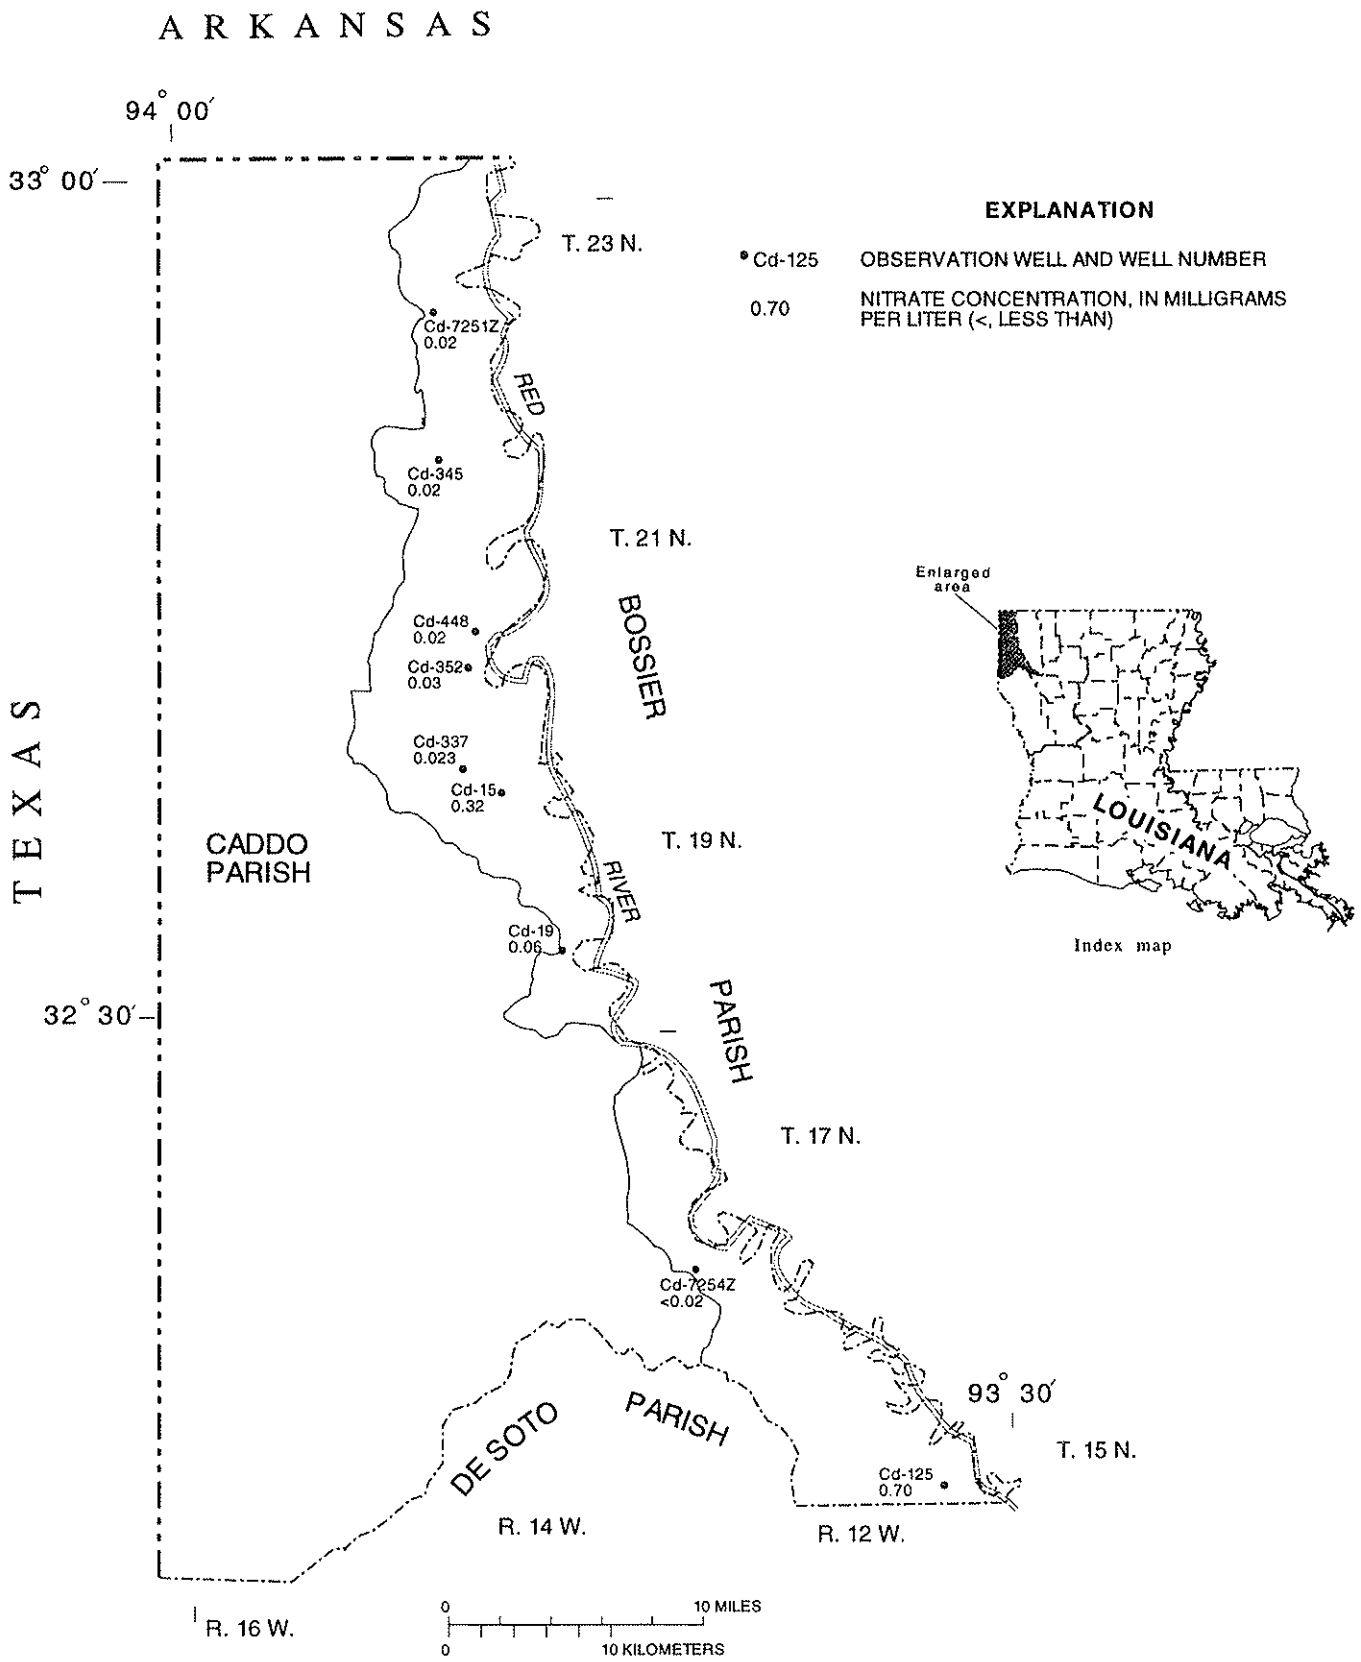 ARKANSAS
94° 00′
33° 00′
EXPLANATION
T. 23 N.
Cd-125 OBSERVATION WELL AND WELL NUMBER
0.70 NITRATE CONCENTRATION, IN MILLIGRAMS
PER LITER (<, LESS THAN)
Cd-7251Z
0.02
RED
Cd-345
0.02
T. 21 N.
Enlarged
area
BOSSIER
Cd-448
0.02
Cd-352
0.03
TEXAS
Cd-337
0.023
Cd-15
0.32
LOUISIANA
CADDO
PARISH
T. 19 N.
RIVER
Cd-19
0.06
Index map
32° 30′
PARISH
T. 17 N.
Cd-7254Z
<0.02
93° 30′
DE SOTO
PARISH
T. 15 N.
Cd-125
0.70
R. 14 W.
R. 12 W.
R. 16 W.
0 10 MILES
0 10 KILOMETERS